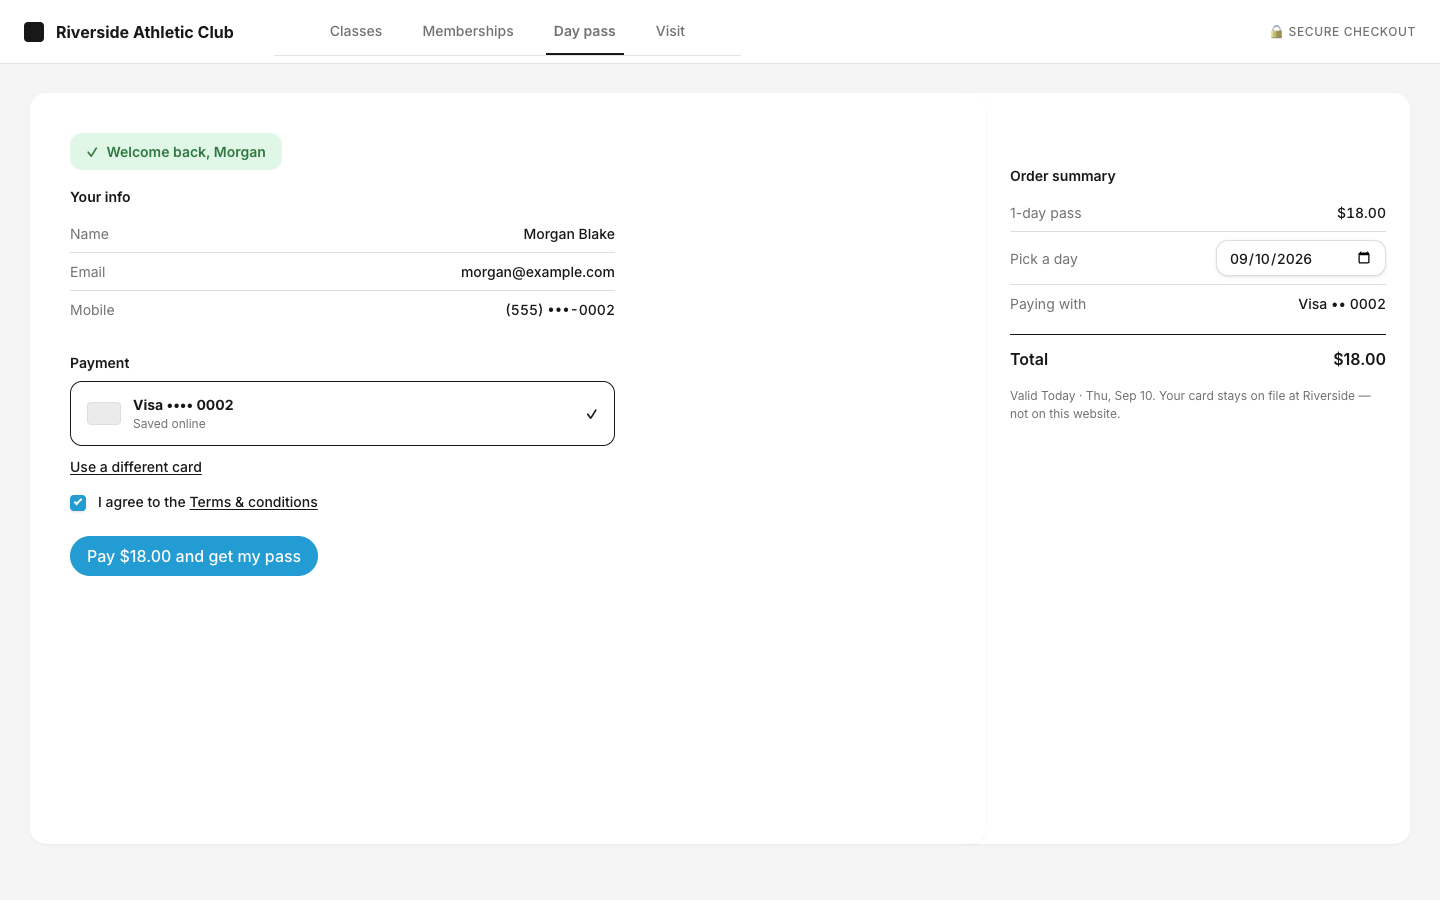 Riverside Athletic Club
Classes
Memberships
Day pass
Visit
🔒 SECURE CHECKOUT
✓ Welcome back, Morgan
Your info
Name Morgan Blake
Email morgan@example.com
Mobile (555) •••-0002
Payment
Visa •••• 0002
Saved online
Use a different card
I agree to the Terms & conditions
Pay $18.00 and get my pass
Order summary
1-day pass $18.00
Pick a day 09/10/2026
Paying with Visa •• 0002
Total $18.00
Valid Today · Thu, Sep 10. Your card stays on file at Riverside —
not on this website.